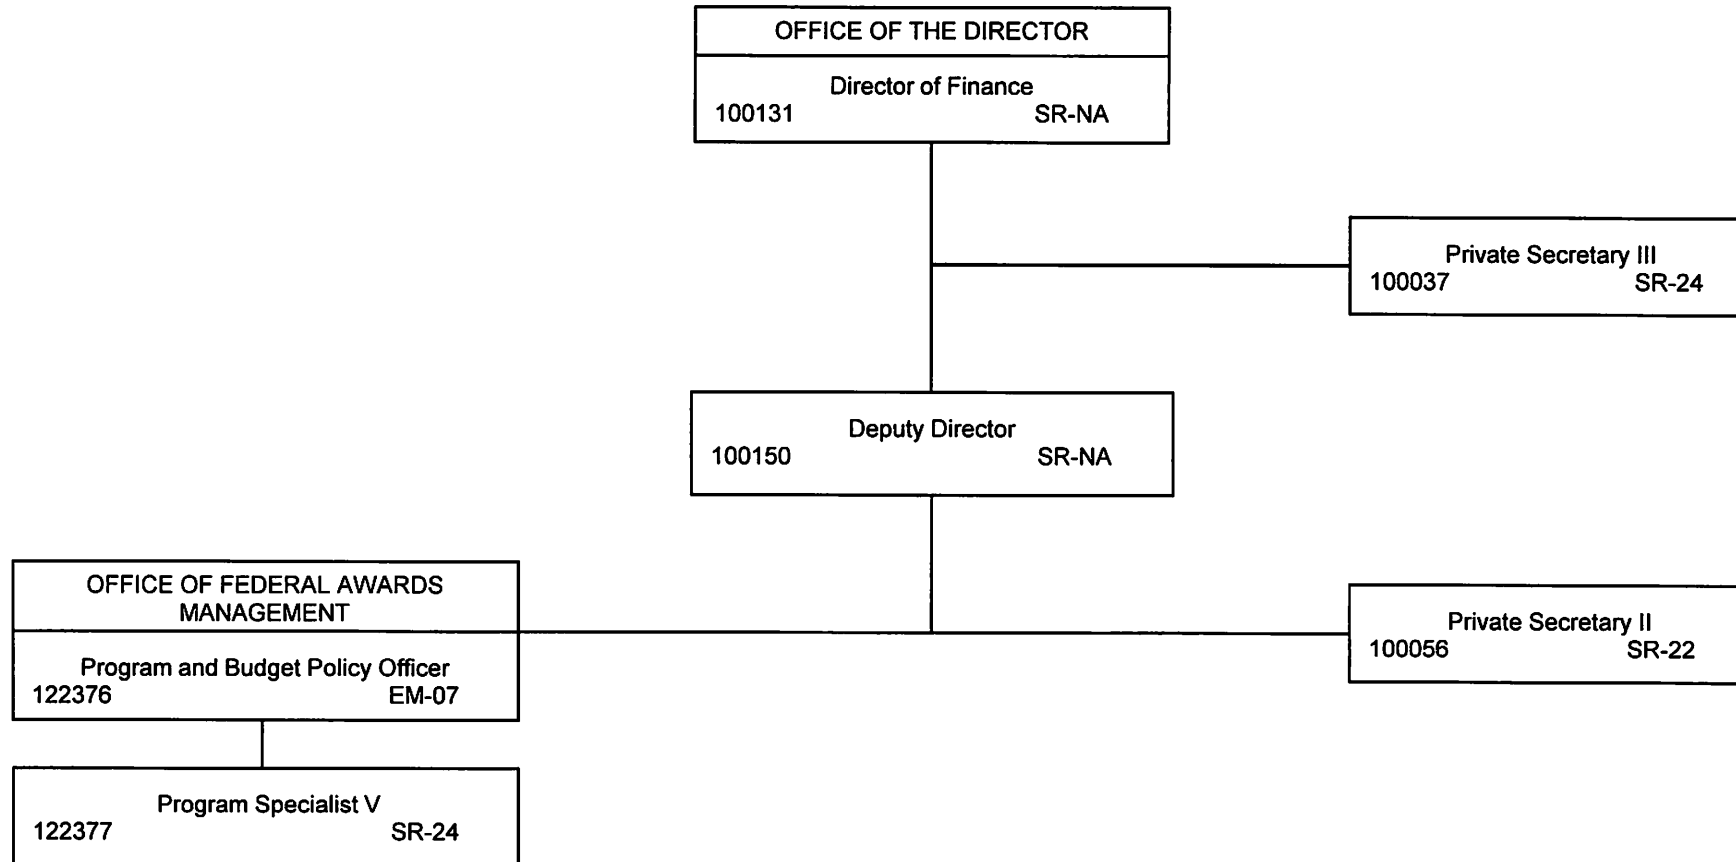 OFFICE OF THE DIRECTOR
Director of Finance
100131 SR-NA
Private Secretary III
100037 SR-24
Deputy Director
100150 SR-NA
OFFICE OF FEDERAL AWARDS
MANAGEMENT
Program and Budget Policy Officer
122376 EM-07
Private Secretary II
100056 SR-22
Program Specialist V
122377 SR-24